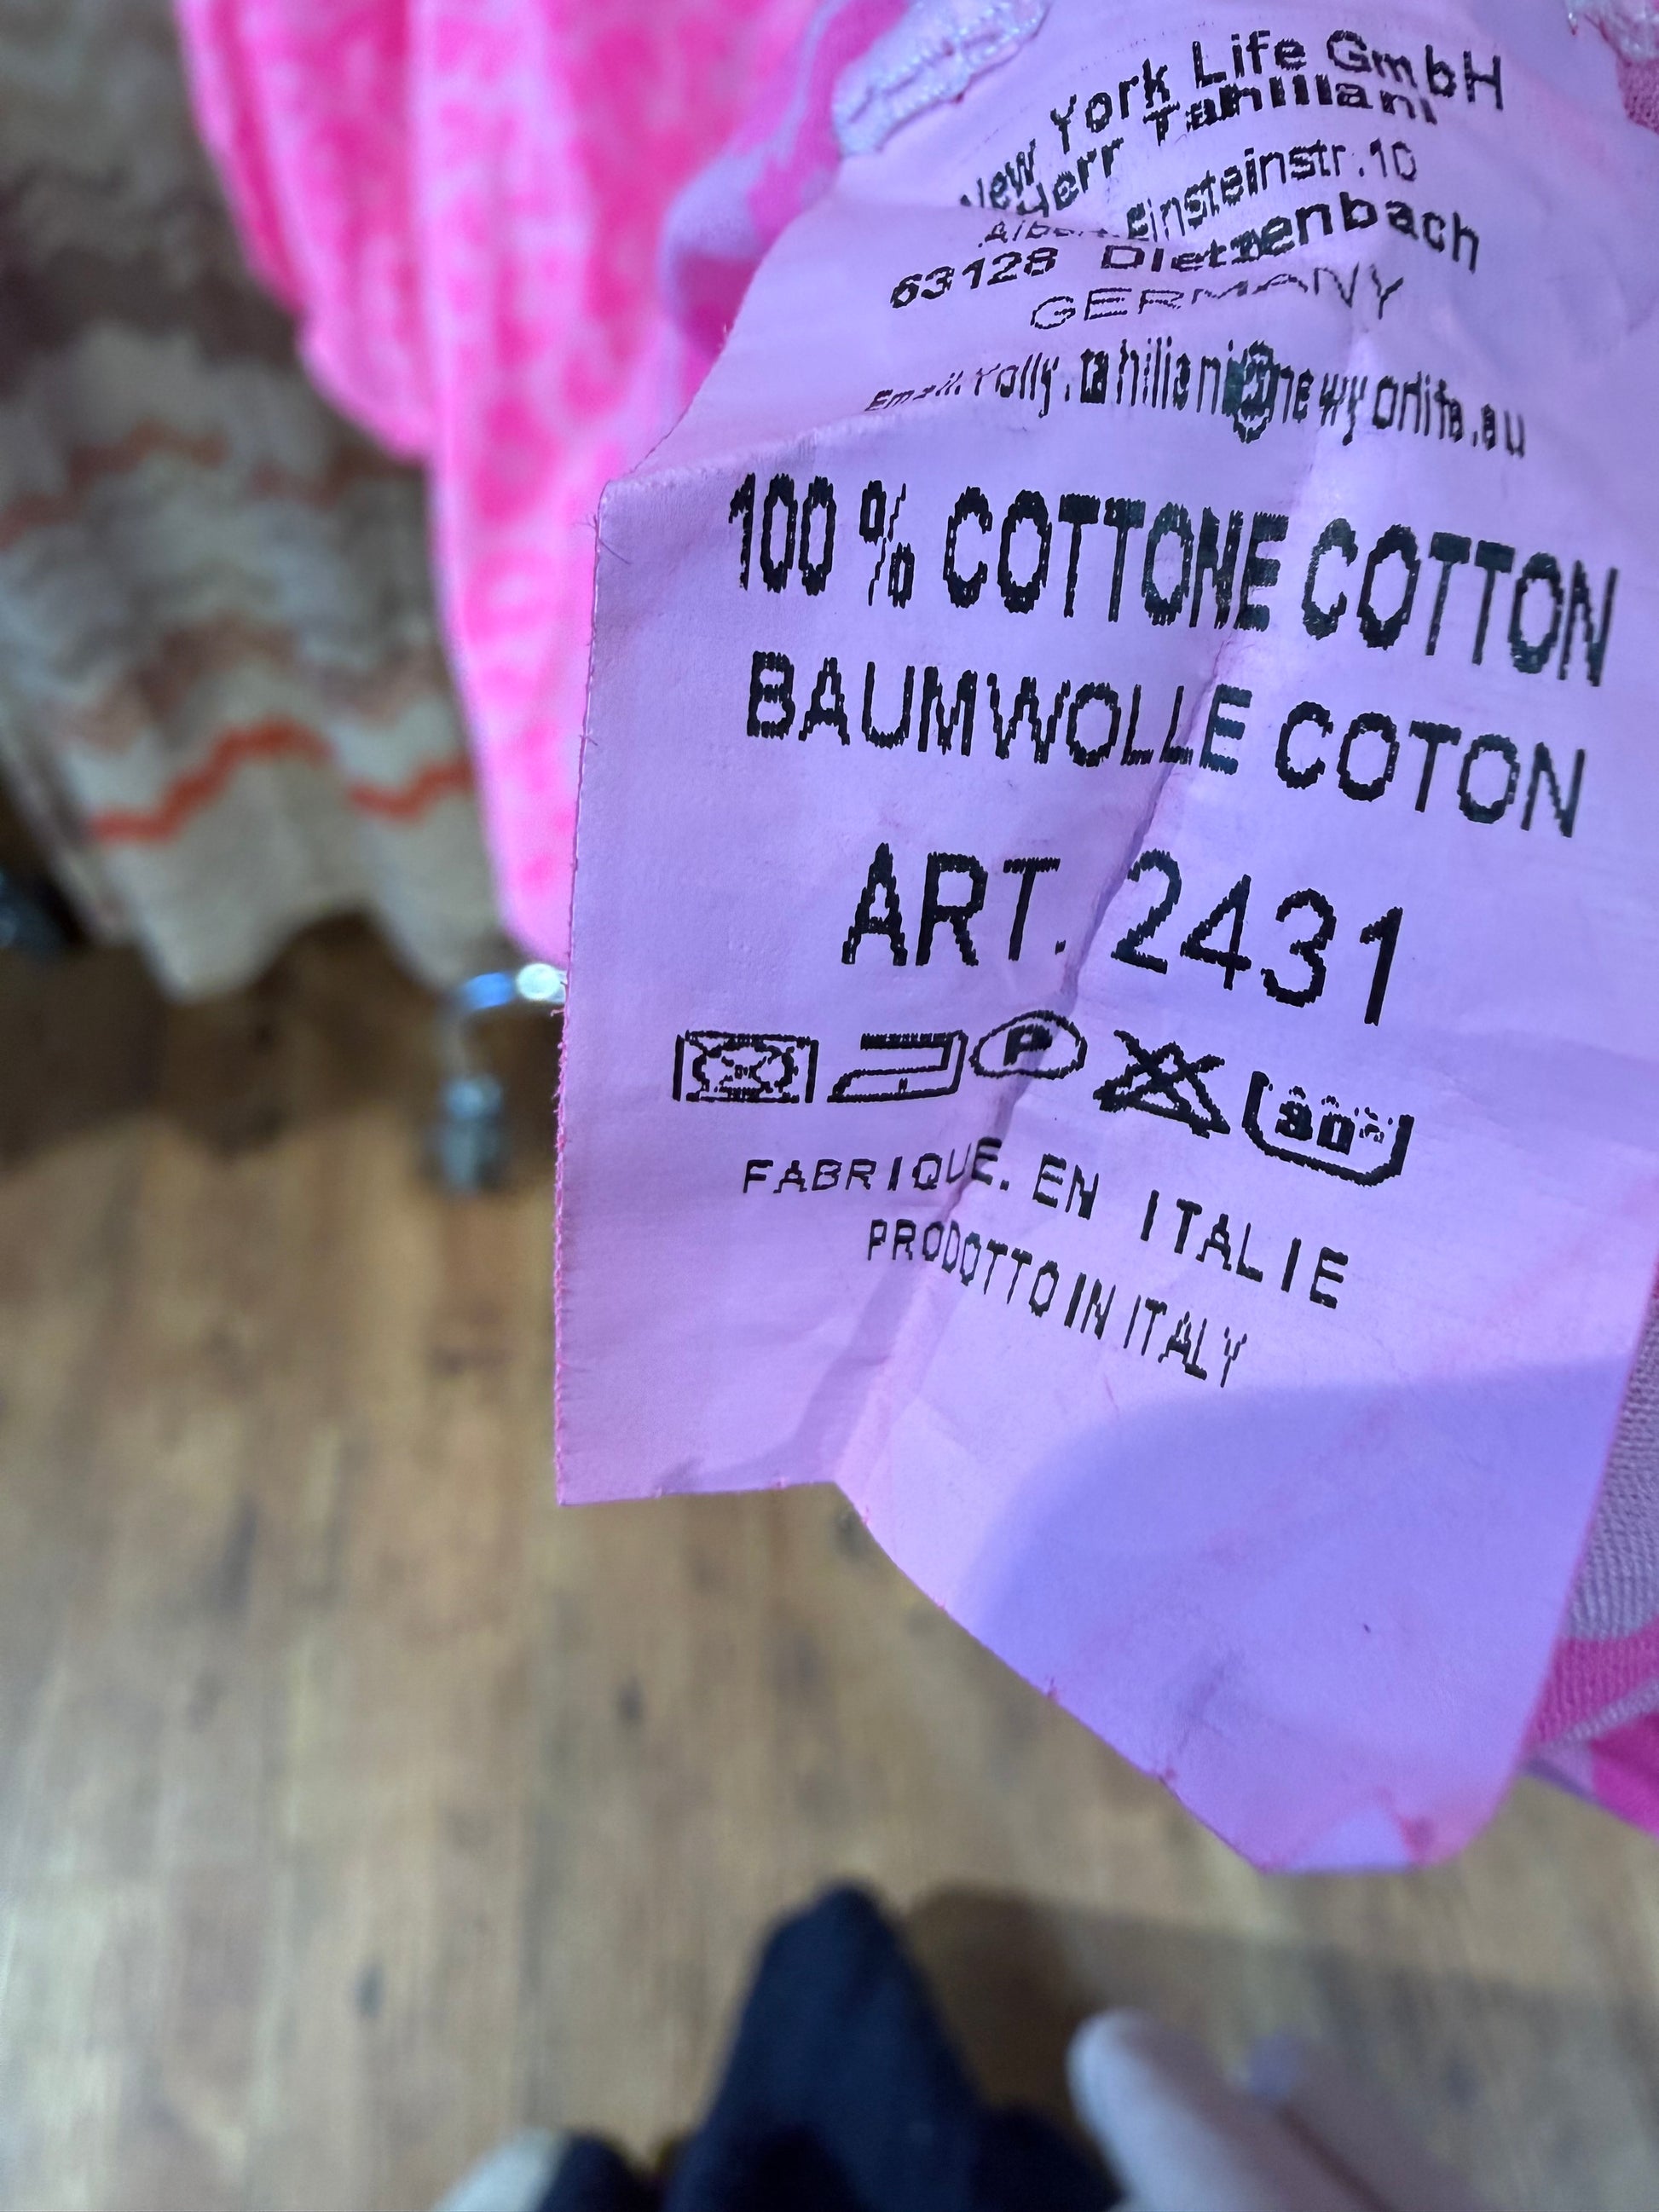 New York Life GmbH
Herr Tahiliani
Albert Einsteinstr.10
63128 Dietzenbach
GERMANY
100 % COTTONE COTTON
BAUMWOLLE COTON
ART. 2431
P
FABRIQUE. EN ITALIE
PRODOTTO IN ITALY